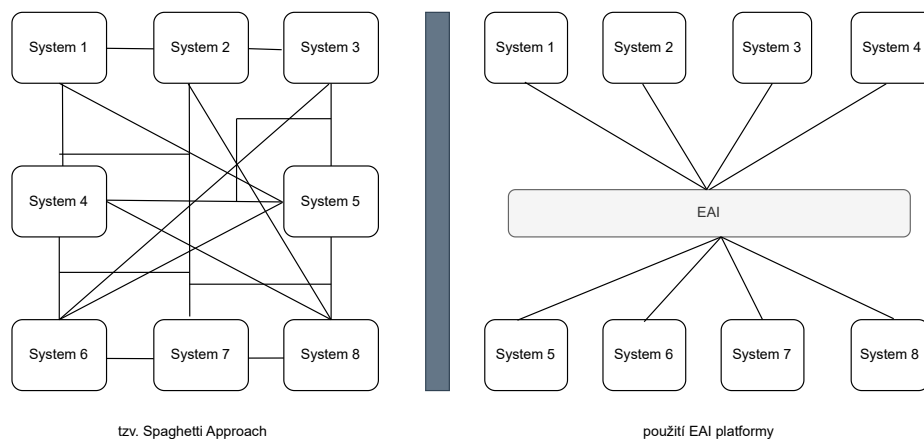 System 1
System 2
System 3
System 4
System 5
System 6
System 7
System 8
tzv. Spaghetti Approach
System 1
System 2
System 3
System 4
EAI
System 5
System 6
System 7
System 8
použití EAI platformy